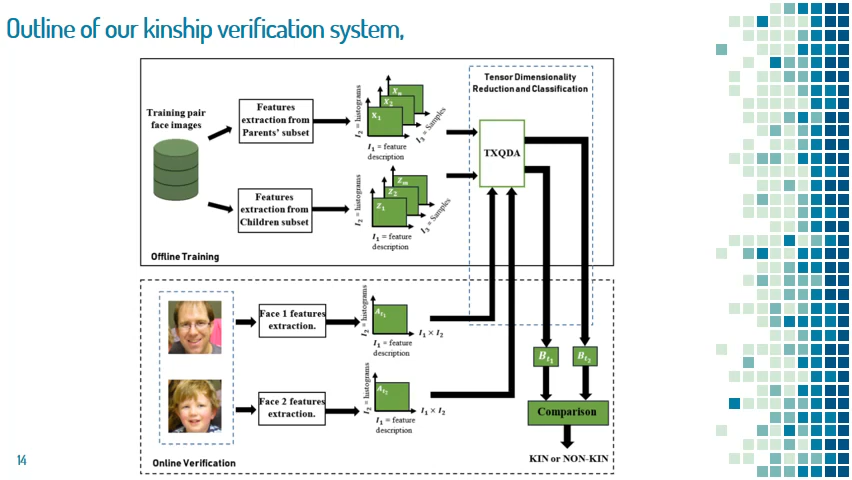 Outline of our kinship verification system,
Training pair
face images
Features
extraction from
Parents' subset
I₂ = histograms
X₁
X₂
Xₙ
I₃ = Samples
I₁ = feature
description
Tensor Dimensionality
Reduction and Classification
TXQDA
Features
extraction from
Children subset
I₂ = histograms
Z₁
Z₂
Zₘ
I₃ = Samples
I₁ = feature
description
Offline Training
Face 1 features
extraction.
I₂ = histograms
Aₜ₁
I₁ × I₂
I₁ = feature
description
Face 2 features
extraction.
I₂ = histograms
Aₜ₂
I₁ × I₂
I₁ = feature
description
Bₜ₁
Bₜ₂
Comparison
KIN or NON-KIN
Online Verification
14